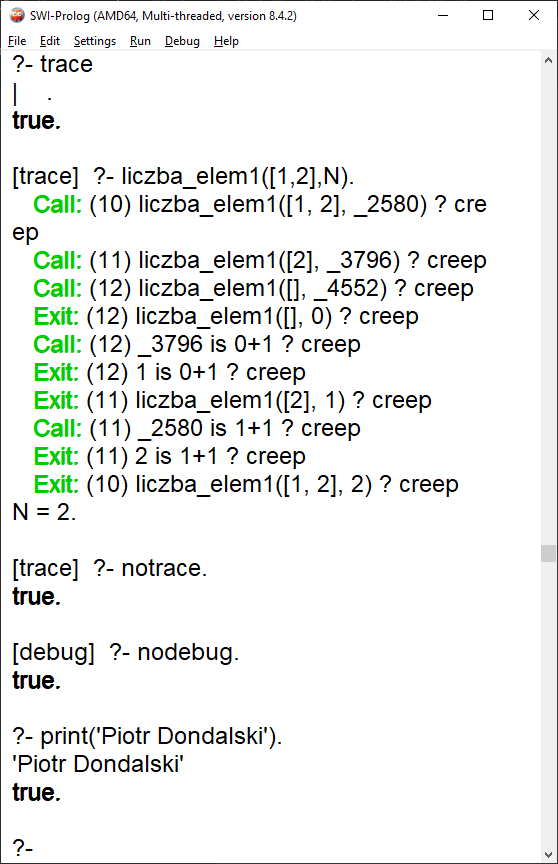 SWI-Prolog (AMD64, Multi-threaded, version 8.4.2)
File Edit Settings Run Debug Help
?- trace
|    .
true.
[trace]  ?- liczba_elem1([1,2],N).
Call: (10) liczba_elem1([1, 2], _2580) ? cre
ep
Call: (11) liczba_elem1([2], _3796) ? creep
Call: (12) liczba_elem1([], _4552) ? creep
Exit: (12) liczba_elem1([], 0) ? creep
Call: (12) _3796 is 0+1 ? creep
Exit: (12) 1 is 0+1 ? creep
Exit: (11) liczba_elem1([2], 1) ? creep
Call: (11) _2580 is 1+1 ? creep
Exit: (11) 2 is 1+1 ? creep
Exit: (10) liczba_elem1([1, 2], 2) ? creep
N = 2.
[trace]  ?- notrace.
true.
[debug]  ?- nodebug.
true.
?- print('Piotr Dondalski').
'Piotr Dondalski'
true.
?-